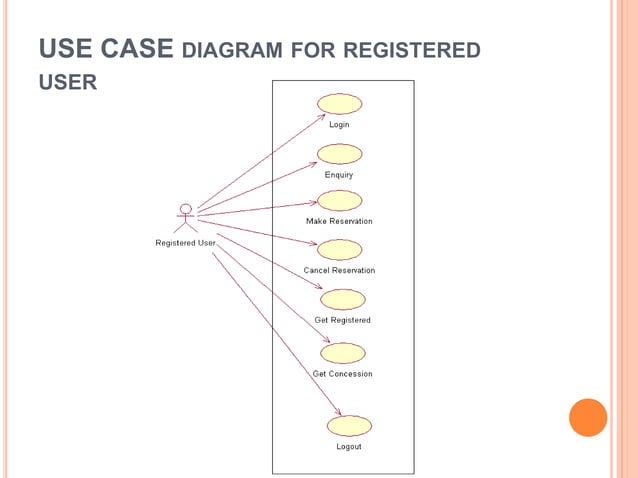 USE CASE DIAGRAM FOR REGISTERED
USER
Login
Enquiry
Make Reservation
Registered User
Cancel Reservation
Get Registered
Get Concession
Logout